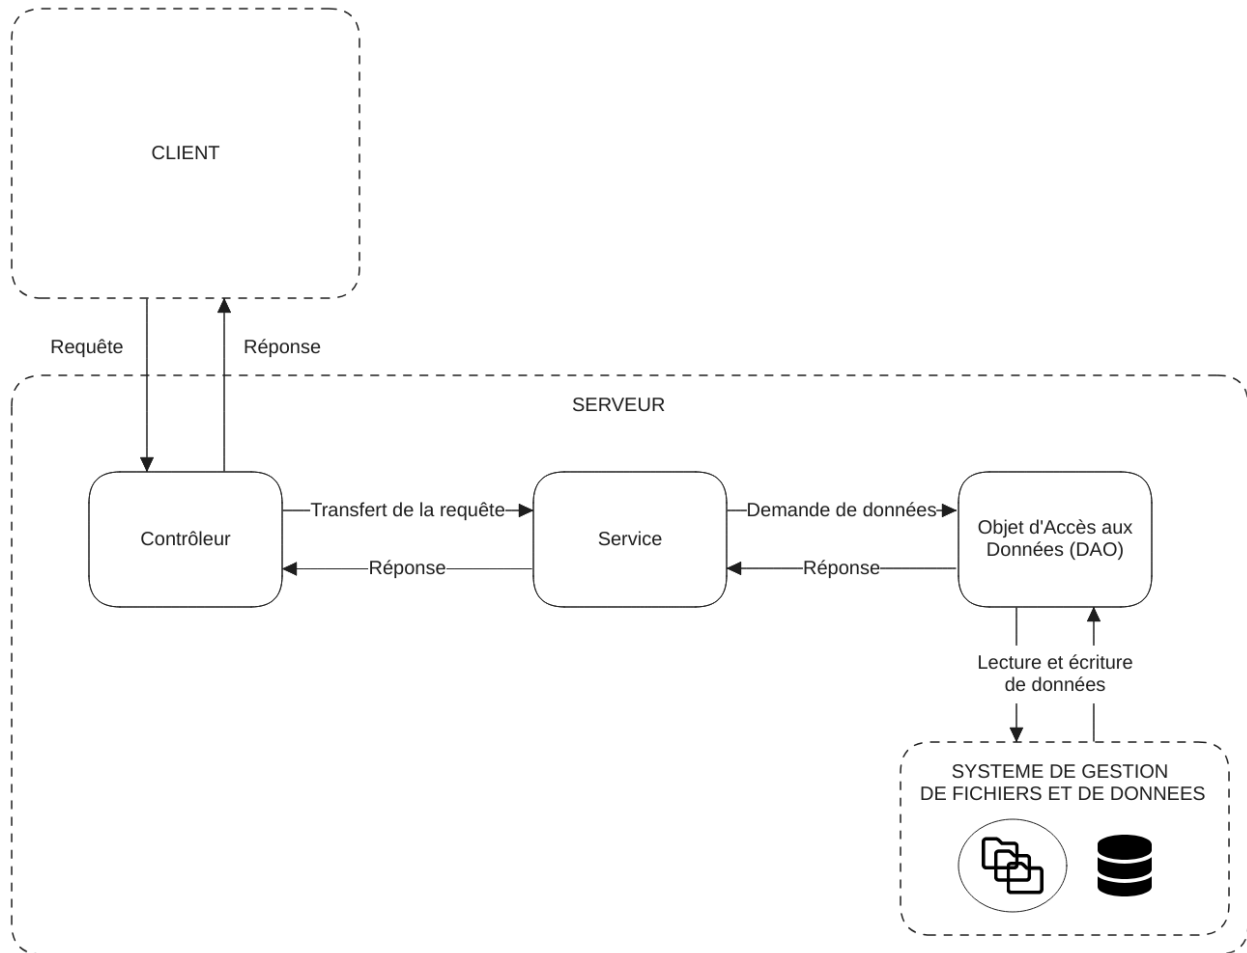 CLIENT
Requête
Réponse
SERVEUR
Contrôleur
Transfert de la requête
Réponse
Service
Demande de données
Réponse
Objet d'Accès aux
Données (DAO)
Lecture et écriture
de données
SYSTEME DE GESTION
DE FICHIERS ET DE DONNEES